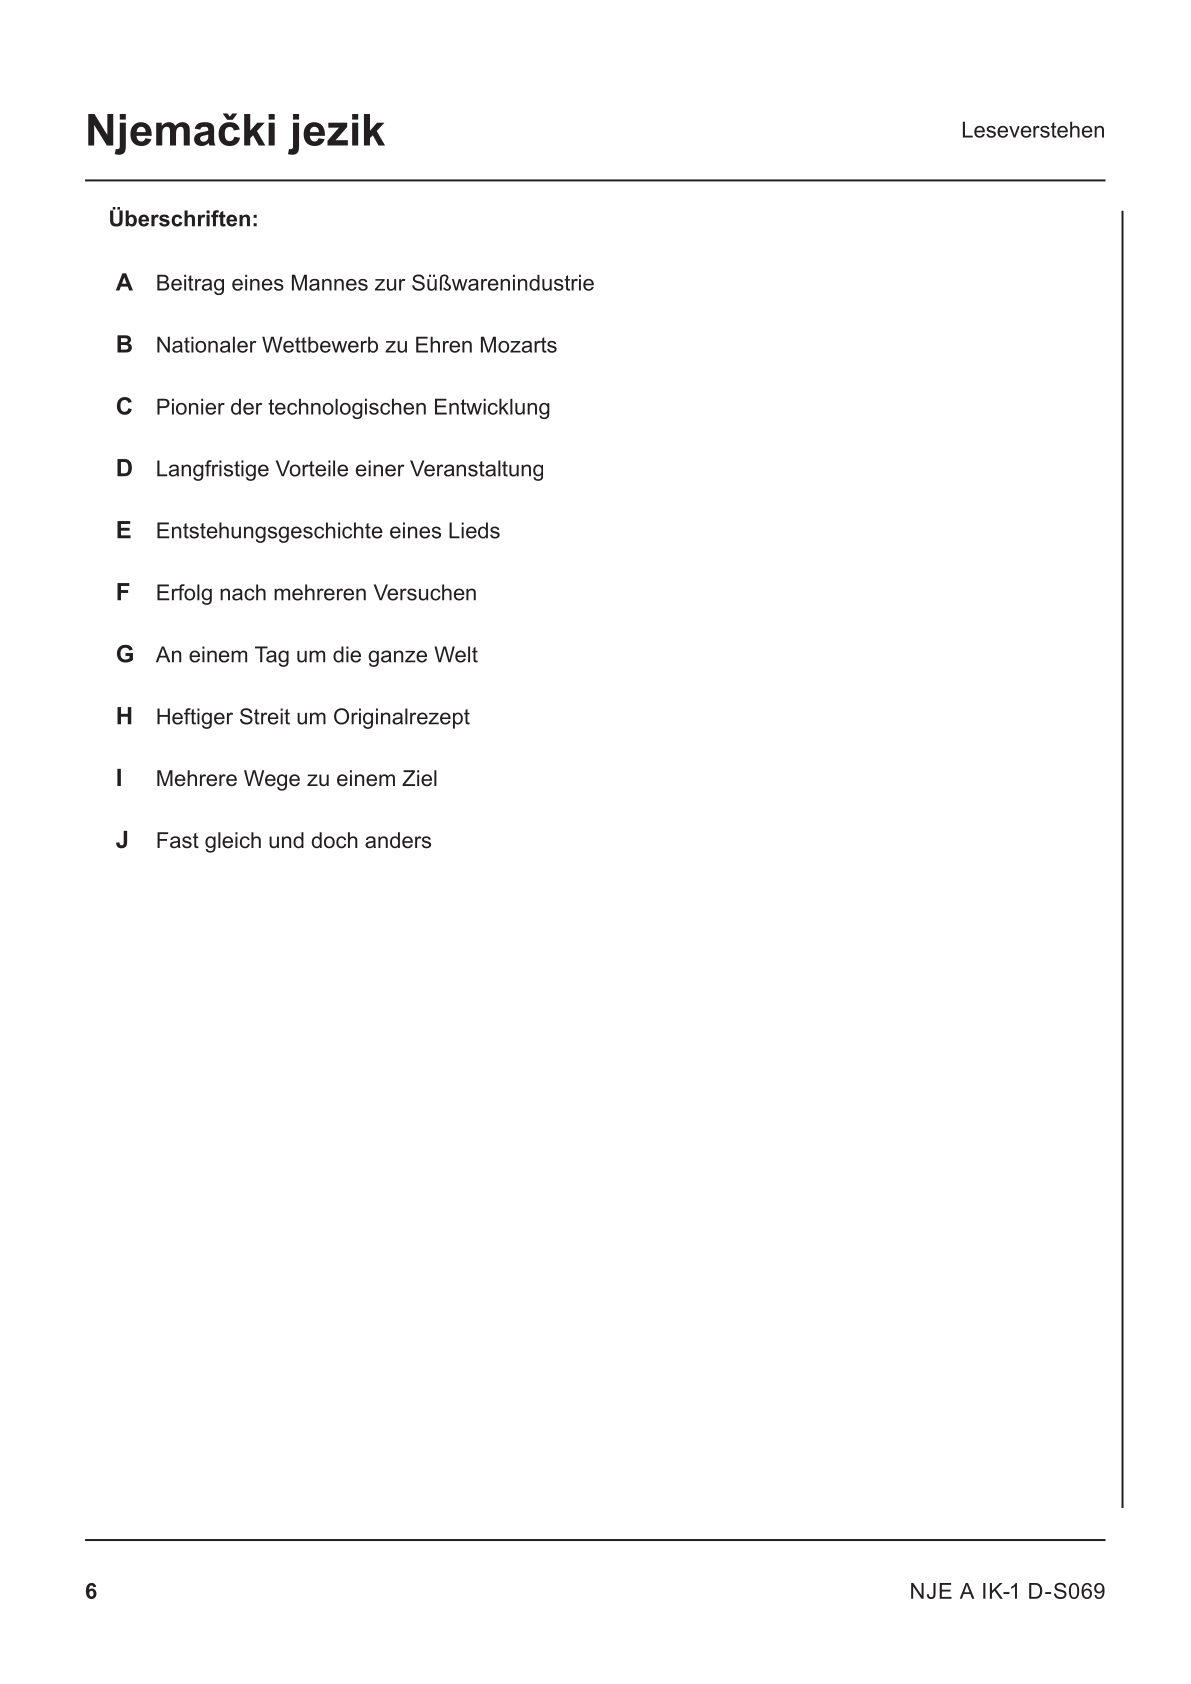 Njemački jezik
Leseverstehen
Überschriften:
A Beitrag eines Mannes zur Süßwarenindustrie
B Nationaler Wettbewerb zu Ehren Mozarts
C Pionier der technologischen Entwicklung
D Langfristige Vorteile einer Veranstaltung
E Entstehungsgeschichte eines Lieds
F Erfolg nach mehreren Versuchen
G An einem Tag um die ganze Welt
H Heftiger Streit um Originalrezept
I Mehrere Wege zu einem Ziel
J Fast gleich und doch anders
6
NJE A IK-1 D-S069